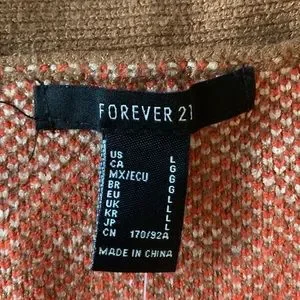 FOREVER 21
US L
CA G
MX/ECU G
BR G
EU L
UK L
KR L
JP L
CN 170/92A
MADE IN CHINA